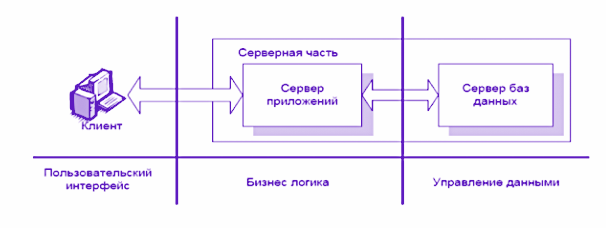 Серверная часть
Клиент
Сервер
приложений
Сервер баз
данных
Пользовательский
интерфейс
Бизнес логика
Управление данными